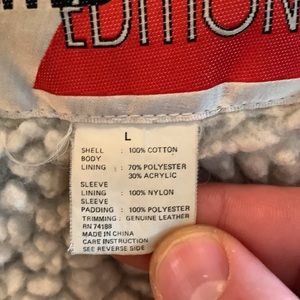 EDITION
L
SHELL : 100% COTTON
BODY
LINING : 70% POLYESTER
30% ACRYLIC
SLEEVE
LINING : 100% NYLON
SLEEVE
PADDING : 100% POLYESTER
TRIMMING : GENUINE LEATHER
RN 74188
MADE IN CHINA
CARE INSTRUCTION
SEE REVERSE SIDE